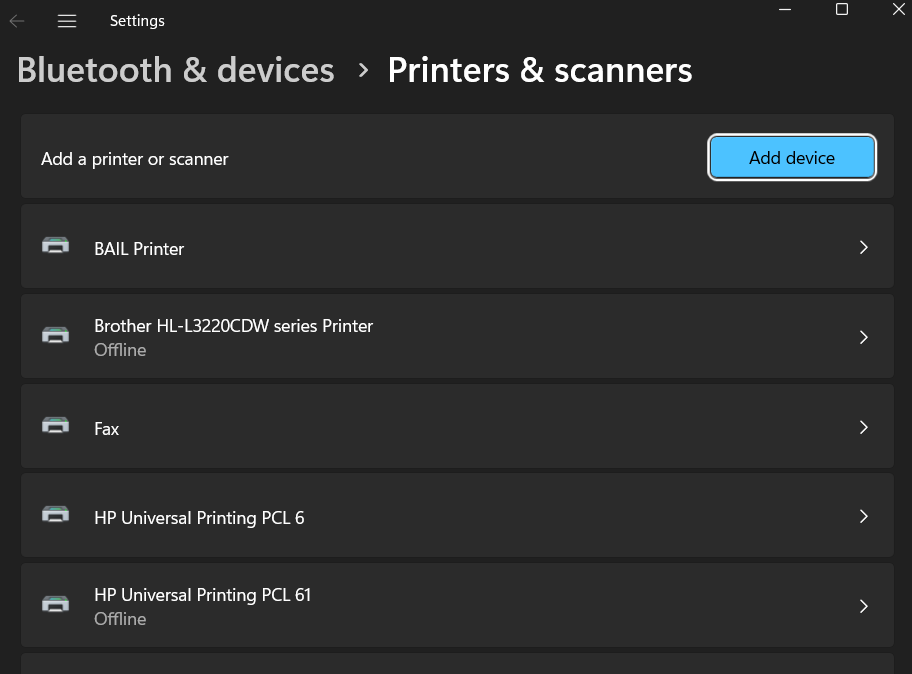 Settings
Bluetooth & devices > Printers & scanners
Add a printer or scanner
Add device
BAIL Printer
Brother HL-L3220CDW series Printer
Offline
Fax
HP Universal Printing PCL 6
HP Universal Printing PCL 61
Offline